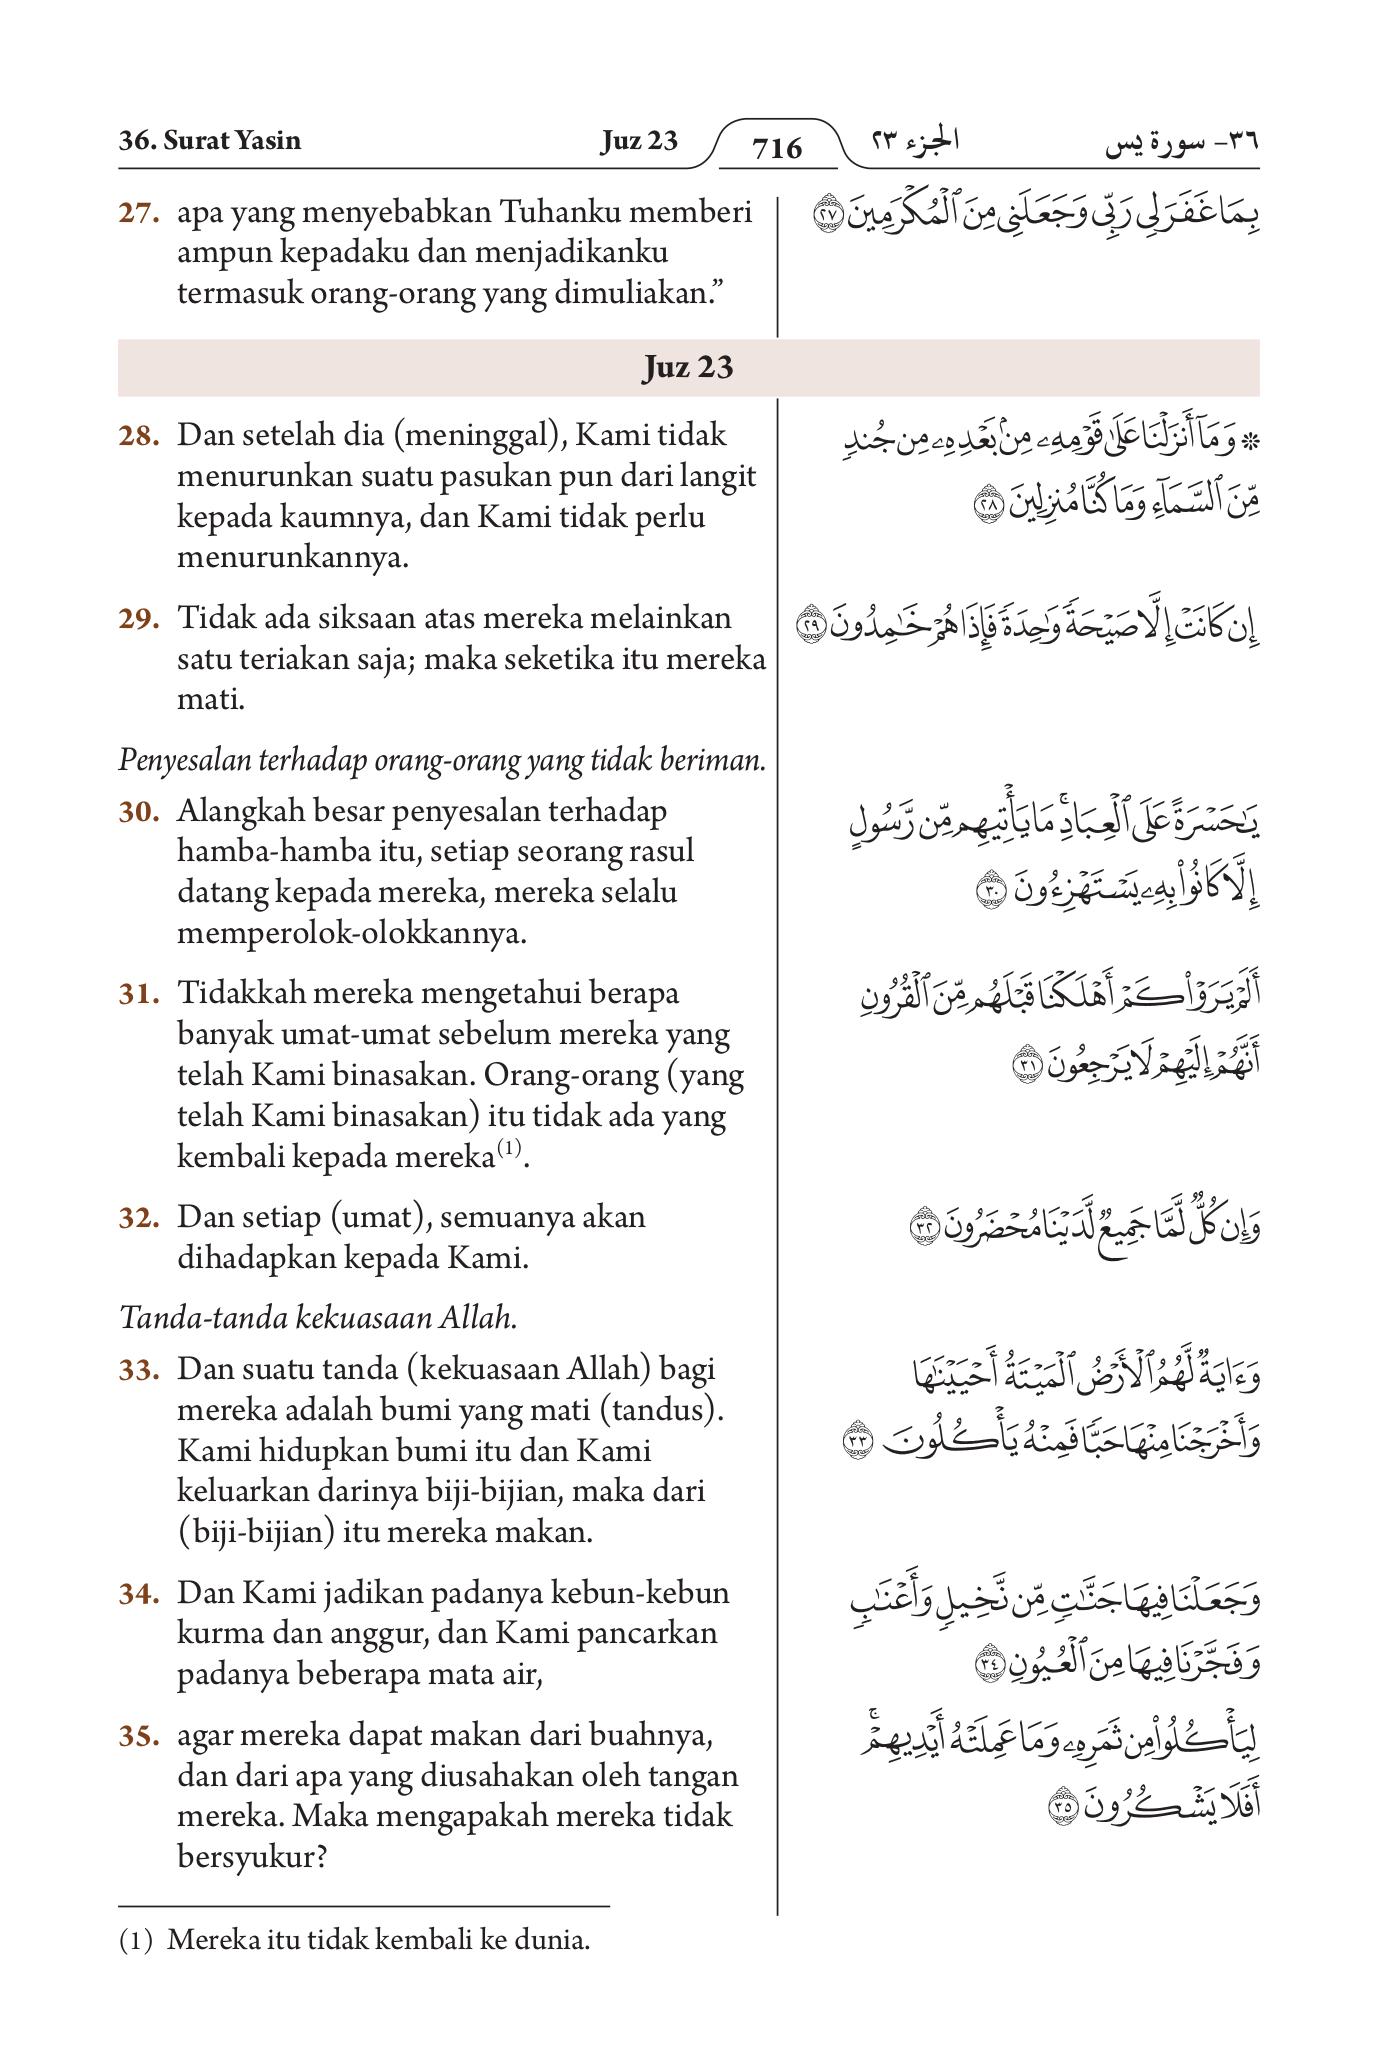 36. Surat Yasin Juz 23 716 الجزء ٢٣ ٣٦- سورة يس
27. apa yang menyebabkan Tuhanku memberi
ampun kepadaku dan menjadikanku
termasuk orang-orang yang dimuliakan.”
بِمَا غَفَرَ لِي رَبِّي وَجَعَلَنِي مِنَ ٱلْمُكْرَمِينَ ٢٧
Juz 23
28. Dan setelah dia (meninggal), Kami tidak
menurunkan suatu pasukan pun dari langit
kepada kaumnya, dan Kami tidak perlu
menurunkannya.
۞ وَمَآ أَنزَلْنَا عَلَىٰ قَوْمِهِۦ مِنۢ بَعْدِهِۦ مِن جُندٍ
مِّنَ ٱلسَّمَآءِ وَمَا كُنَّا مُنزِلِينَ ٢٨
29. Tidak ada siksaan atas mereka melainkan
satu teriakan saja; maka seketika itu mereka
mati.
إِن كَانَتْ إِلَّا صَيْحَةً وَٰحِدَةً فَإِذَا هُمْ خَٰمِدُونَ ٢٩
Penyesalan terhadap orang-orang yang tidak beriman.
30. Alangkah besar penyesalan terhadap
hamba-hamba itu, setiap seorang rasul
datang kepada mereka, mereka selalu
memperolok-olokkannya.
يَٰحَسْرَةً عَلَى ٱلْعِبَادِۚ مَا يَأْتِيهِم مِّن رَّسُولٍ
إِلَّا كَانُوا۟ بِهِۦ يَسْتَهْزِءُونَ ٣٠
31. Tidakkah mereka mengetahui berapa
banyak umat-umat sebelum mereka yang
telah Kami binasakan. Orang-orang (yang
telah Kami binasakan) itu tidak ada yang
kembali kepada mereka(1).
أَلَمْ يَرَوْا۟ كَمْ أَهْلَكْنَا قَبْلَهُم مِّنَ ٱلْقُرُونِ
أَنَّهُمْ إِلَيْهِمْ لَا يَرْجِعُونَ ٣١
32. Dan setiap (umat), semuanya akan
dihadapkan kepada Kami.
وَإِن كُلٌّ لَّمَّا جَمِيعٌ لَّدَيْنَا مُحْضَرُونَ ٣٢
Tanda-tanda kekuasaan Allah.
33. Dan suatu tanda (kekuasaan Allah) bagi
mereka adalah bumi yang mati (tandus).
Kami hidupkan bumi itu dan Kami
keluarkan darinya biji-bijian, maka dari
(biji-bijian) itu mereka makan.
وَءَايَةٌ لَّهُمُ ٱلْأَرْضُ ٱلْمَيْتَةُ أَحْيَيْنَٰهَا
وَأَخْرَجْنَا مِنْهَا حَبًّا فَمِنْهُ يَأْكُلُونَ ٣٣
34. Dan Kami jadikan padanya kebun-kebun
kurma dan anggur, dan Kami pancarkan
padanya beberapa mata air,
وَجَعَلْنَا فِيهَا جَنَّٰتٍ مِّن نَّخِيلٍ وَأَعْنَٰبٍ
وَفَجَّرْنَا فِيهَا مِنَ ٱلْعُيُونِ ٣٤
35. agar mereka dapat makan dari buahnya,
dan dari apa yang diusahakan oleh tangan
mereka. Maka mengapakah mereka tidak
bersyukur?
لِيَأْكُلُوا۟ مِن ثَمَرِهِۦ وَمَا عَمِلَتْهُ أَيْدِيهِمْۚ
أَفَلَا يَشْكُرُونَ ٣٥
(1) Mereka itu tidak kembali ke dunia.